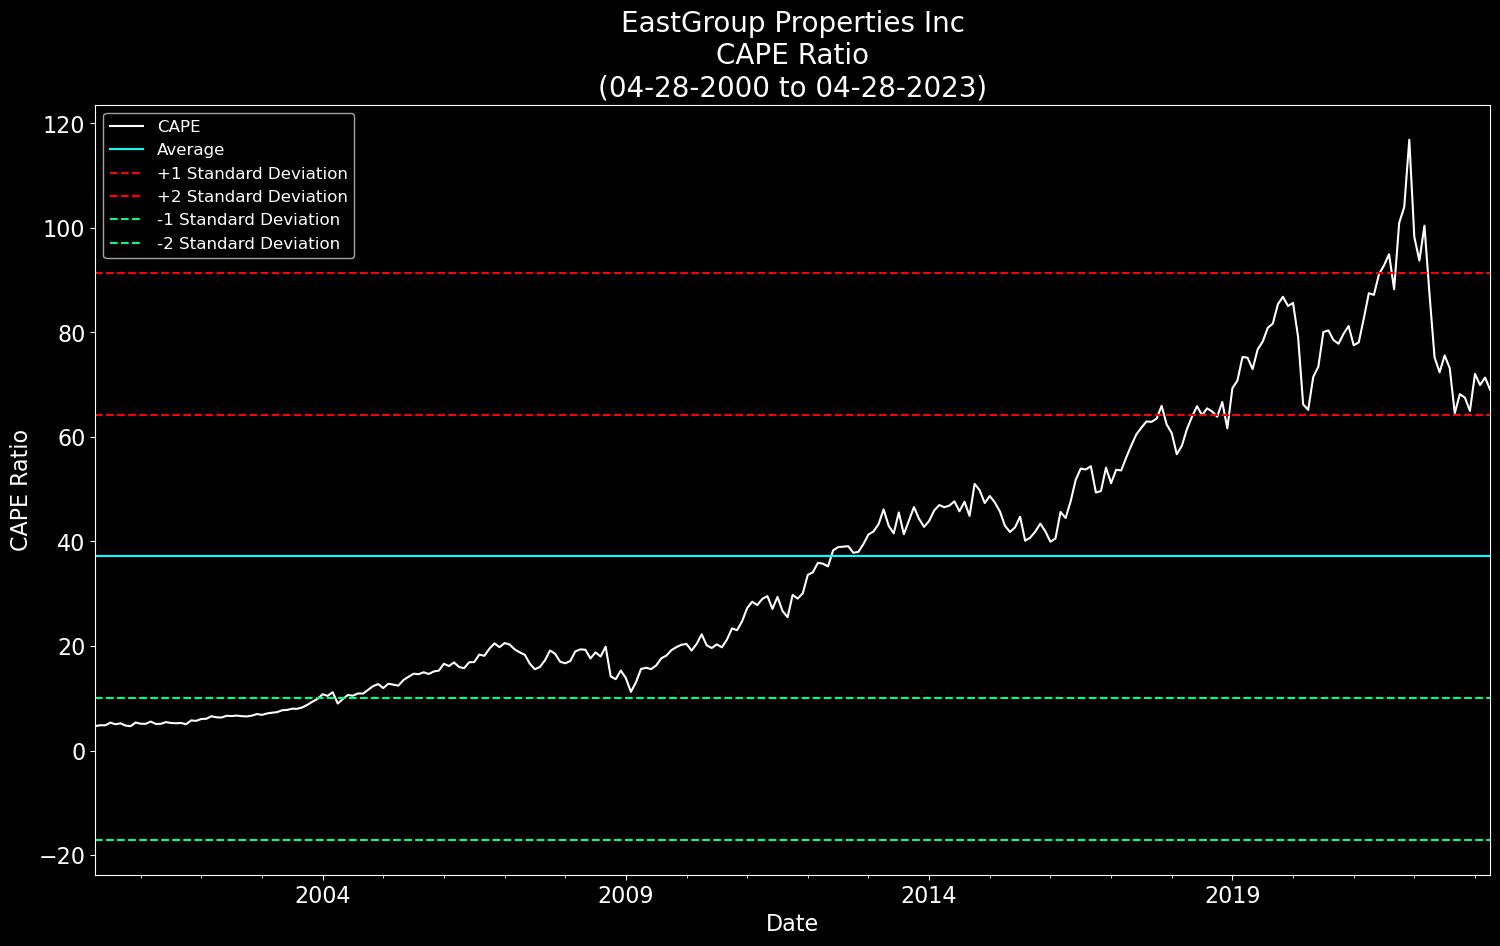 EastGroup Properties Inc
CAPE Ratio
(04-28-2000 to 04-28-2023)
CAPE
Average
+1 Standard Deviation
+2 Standard Deviation
-1 Standard Deviation
-2 Standard Deviation
CAPE Ratio
120
100
80
60
40
20
0
−20
2004
2009
2014
2019
Date